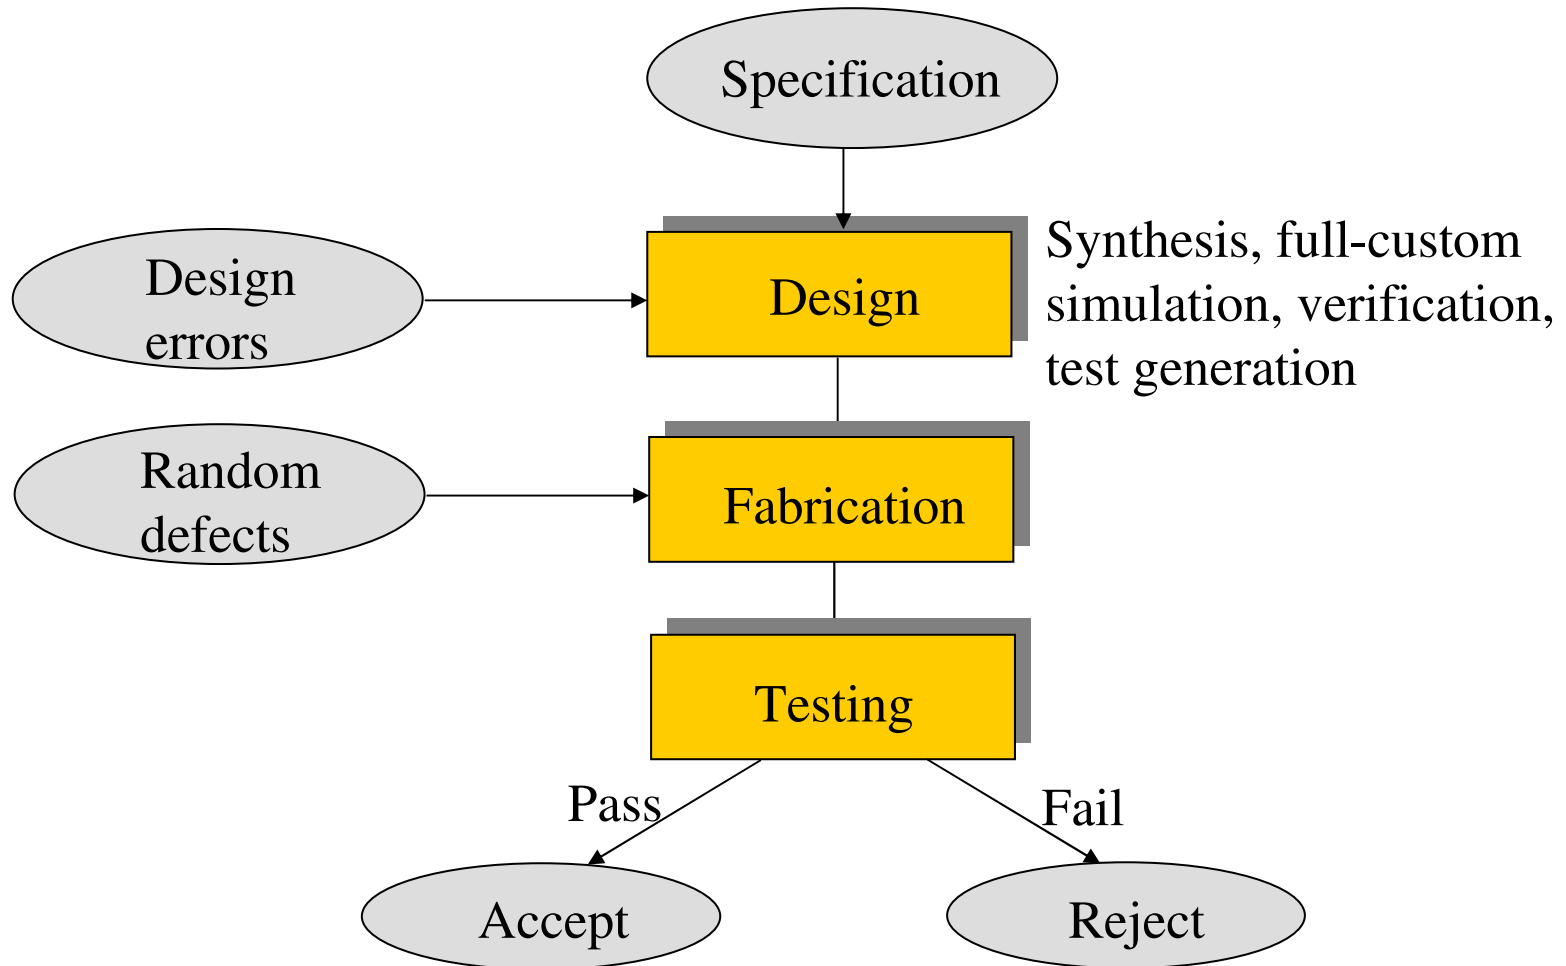 Specification
Synthesis, full-custom
simulation, verification,
test generation
Design
errors
Design
Random
defects
Fabrication
Testing
Pass
Fail
Accept
Reject